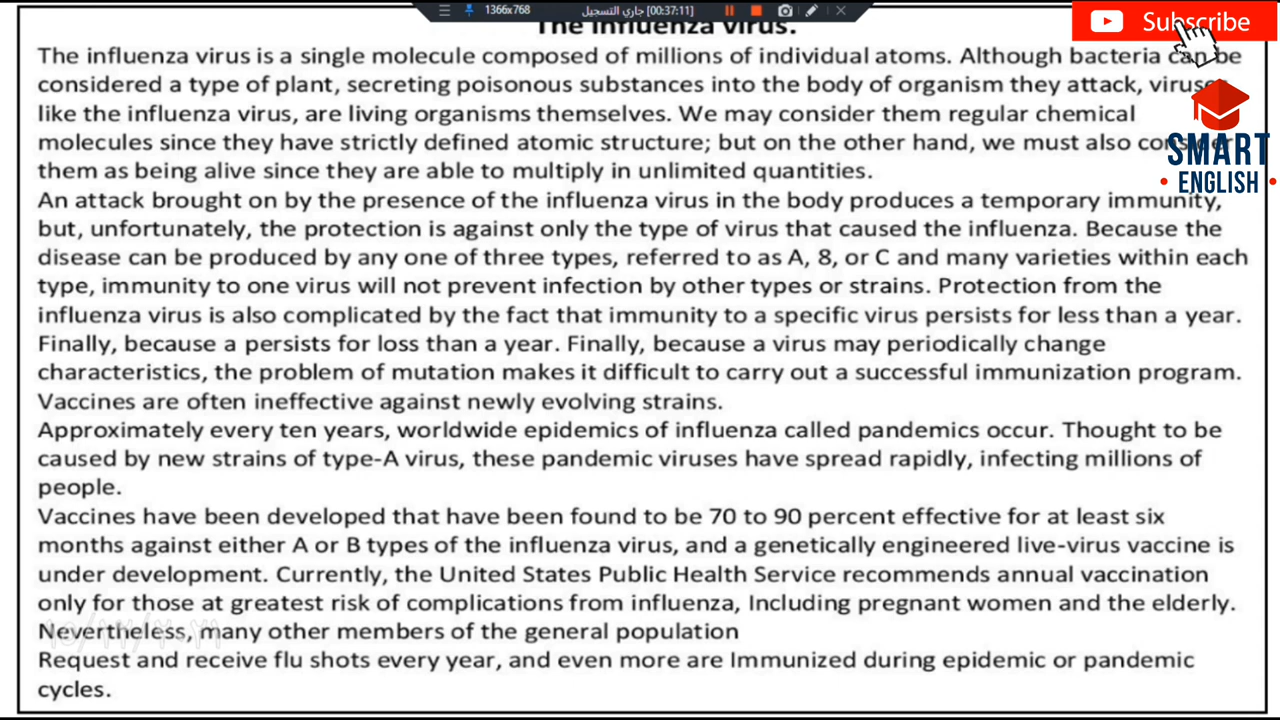 1366x768 جاري التسجيل [00:37:11]
Subscribe
The Influenza virus.
The influenza virus is a single molecule composed of millions of individual atoms. Although bacteria can be
considered a type of plant, secreting poisonous substances into the body of organism they attack, viruses
like the influenza virus, are living organisms themselves. We may consider them regular chemical
molecules since they have strictly defined atomic structure; but on the other hand, we must also consider
them as being alive since they are able to multiply in unlimited quantities.
SMART
ENGLISH
An attack brought on by the presence of the influenza virus in the body produces a temporary immunity,
but, unfortunately, the protection is against only the type of virus that caused the influenza. Because the
disease can be produced by any one of three types, referred to as A, 8, or C and many varieties within each
type, immunity to one virus will not prevent infection by other types or strains. Protection from the
influenza virus is also complicated by the fact that immunity to a specific virus persists for less than a year.
Finally, because a persists for loss than a year. Finally, because a virus may periodically change
characteristics, the problem of mutation makes it difficult to carry out a successful immunization program.
Vaccines are often ineffective against newly evolving strains.
Approximately every ten years, worldwide epidemics of influenza called pandemics occur. Thought to be
caused by new strains of type-A virus, these pandemic viruses have spread rapidly, infecting millions of
people.
Vaccines have been developed that have been found to be 70 to 90 percent effective for at least six
months against either A or B types of the influenza virus, and a genetically engineered live-virus vaccine is
under development. Currently, the United States Public Health Service recommends annual vaccination
only for those at greatest risk of complications from influenza, Including pregnant women and the elderly.
Nevertheless, many other members of the general population
Request and receive flu shots every year, and even more are Immunized during epidemic or pandemic
cycles.